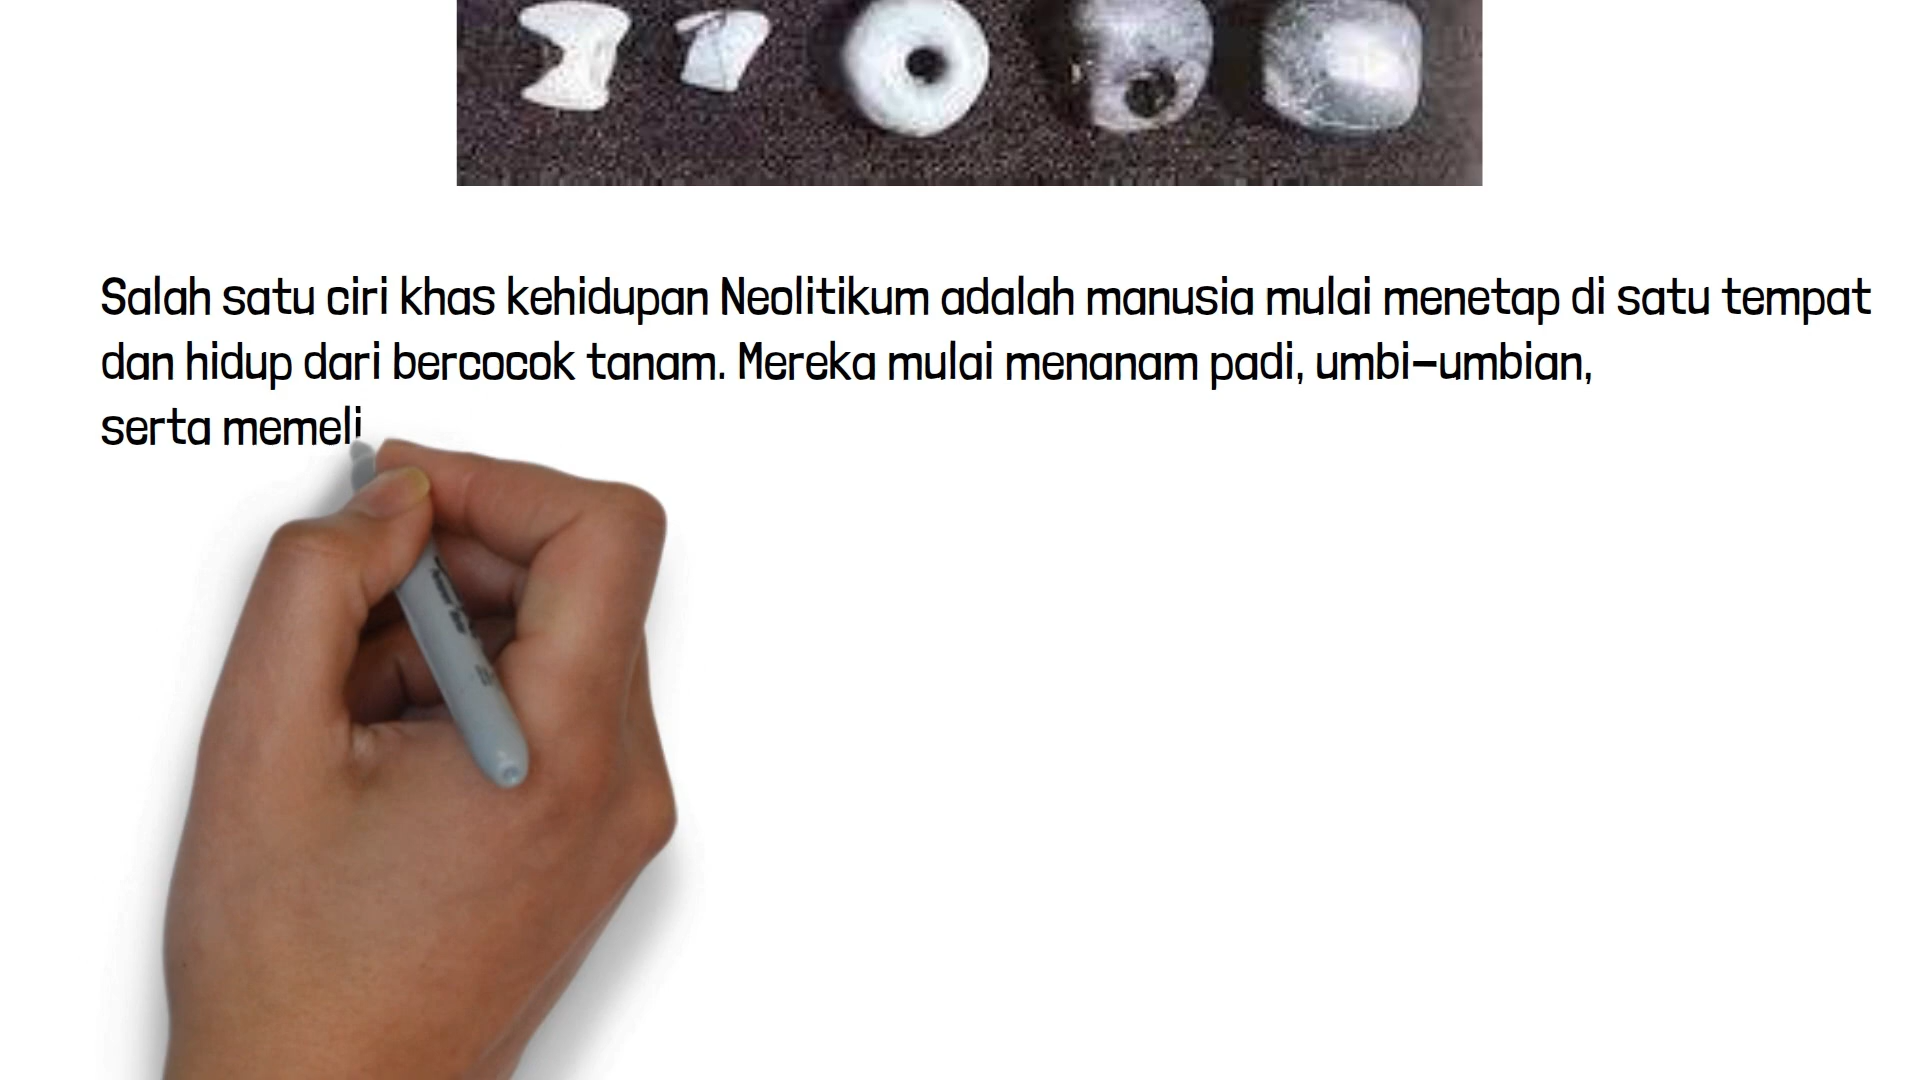 Salah satu ciri khas kehidupan Neolitikum adalah manusia mulai menetap di satu tempat
dan hidup dari bercocok tanam. Mereka mulai menanam padi, umbi-umbian,
serta memeli